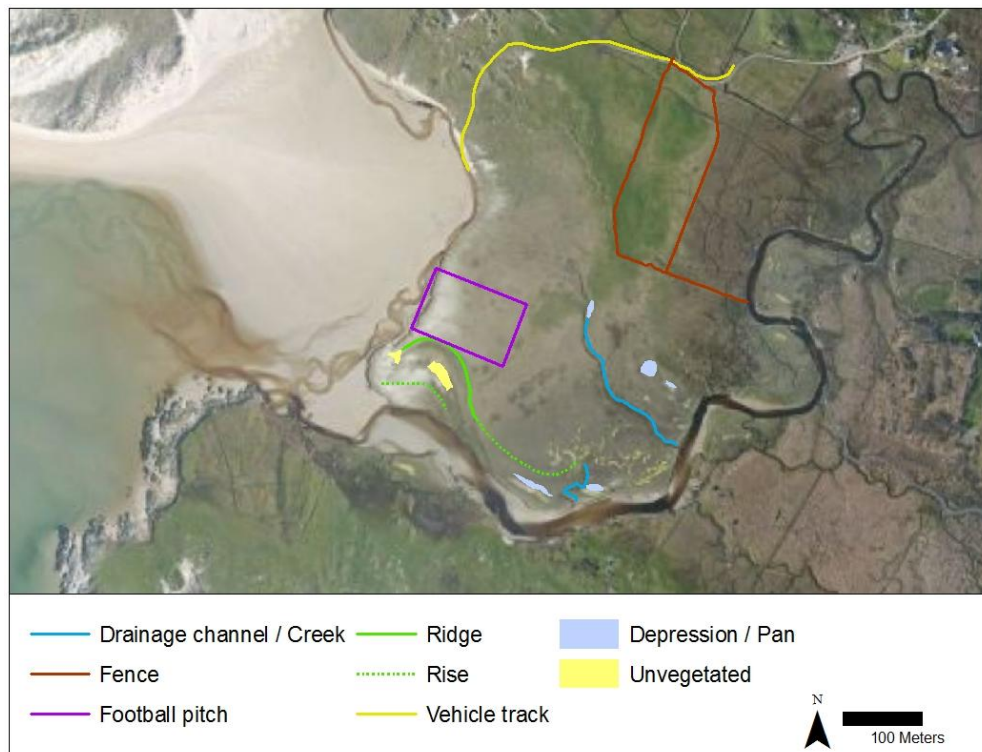 Drainage channel / Creek
Ridge
Depression / Pan
Fence
Rise
Unvegetated
Football pitch
Vehicle track
N
100 Meters